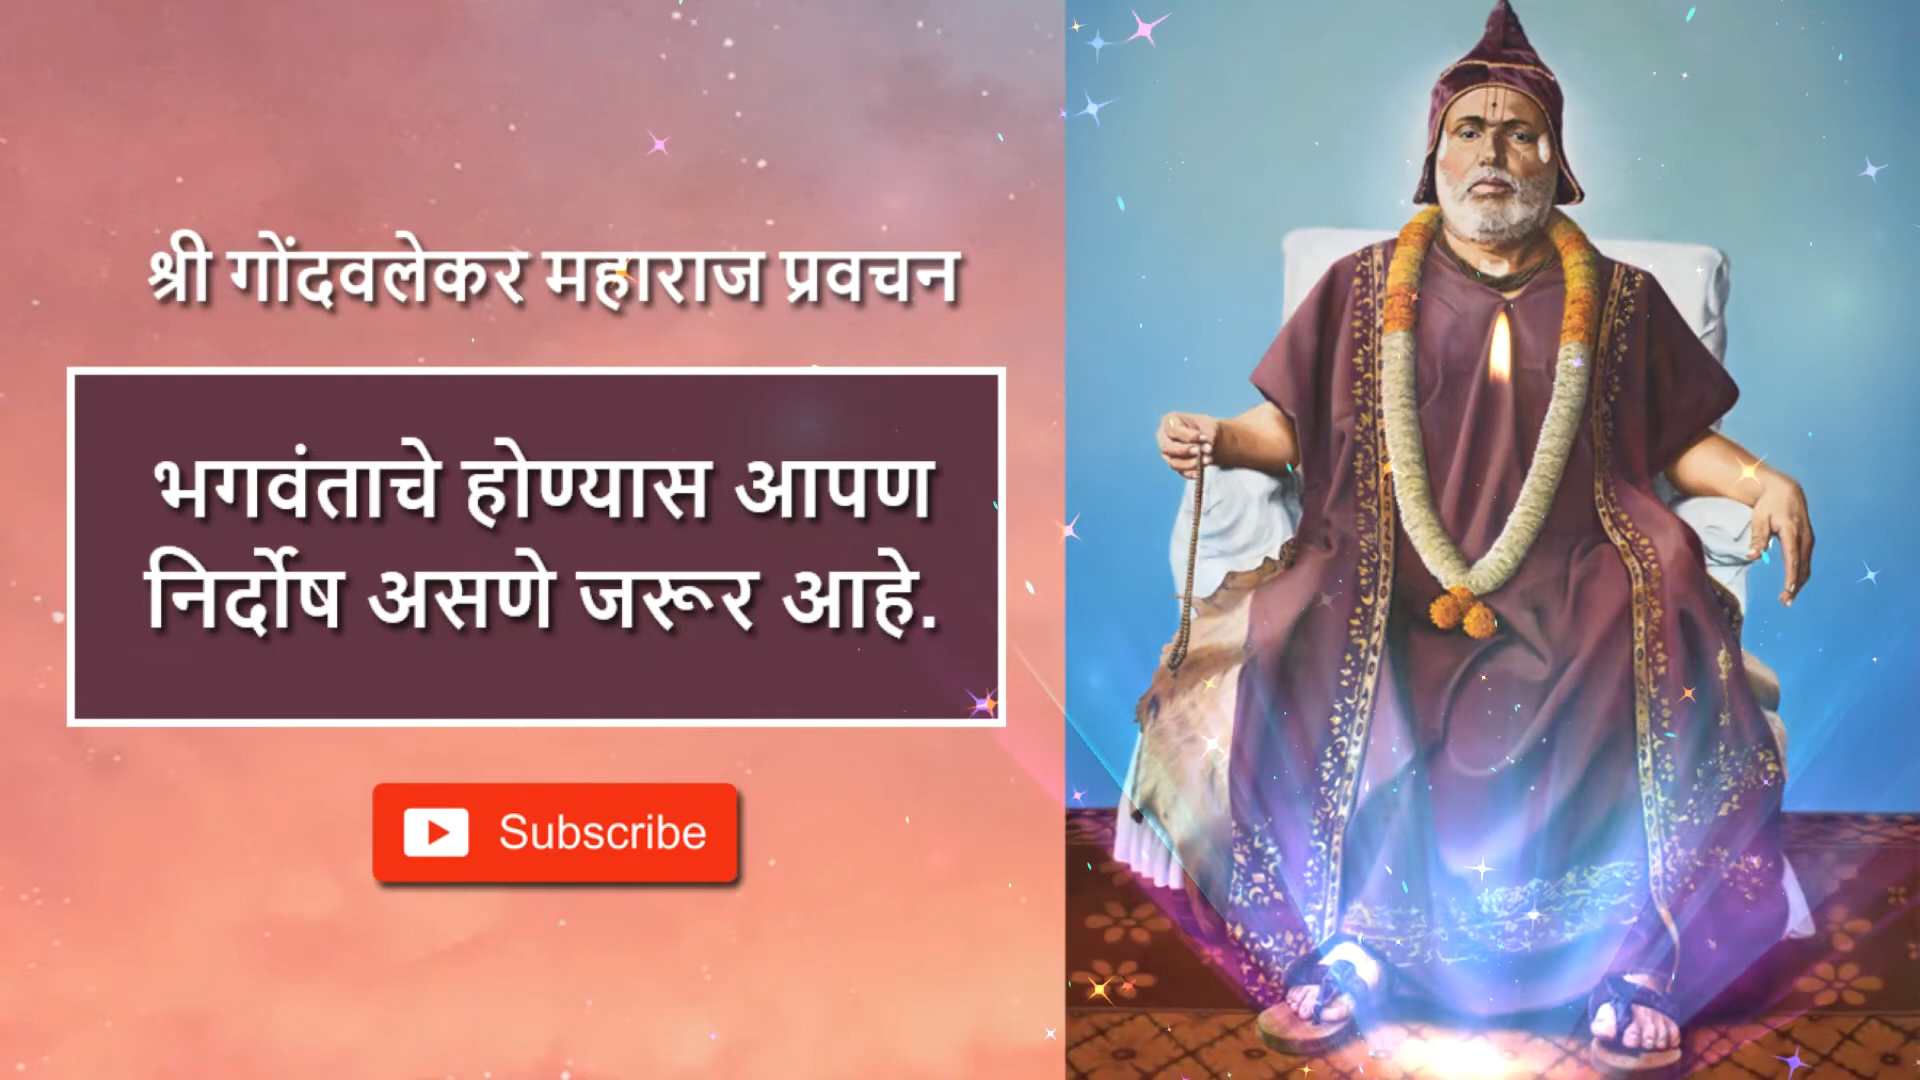 श्री गोंदवलेकर महाराज प्रवचन
भगवंताचे होण्यास आपण
निर्दोष असणे जरूर आहे.
Subscribe